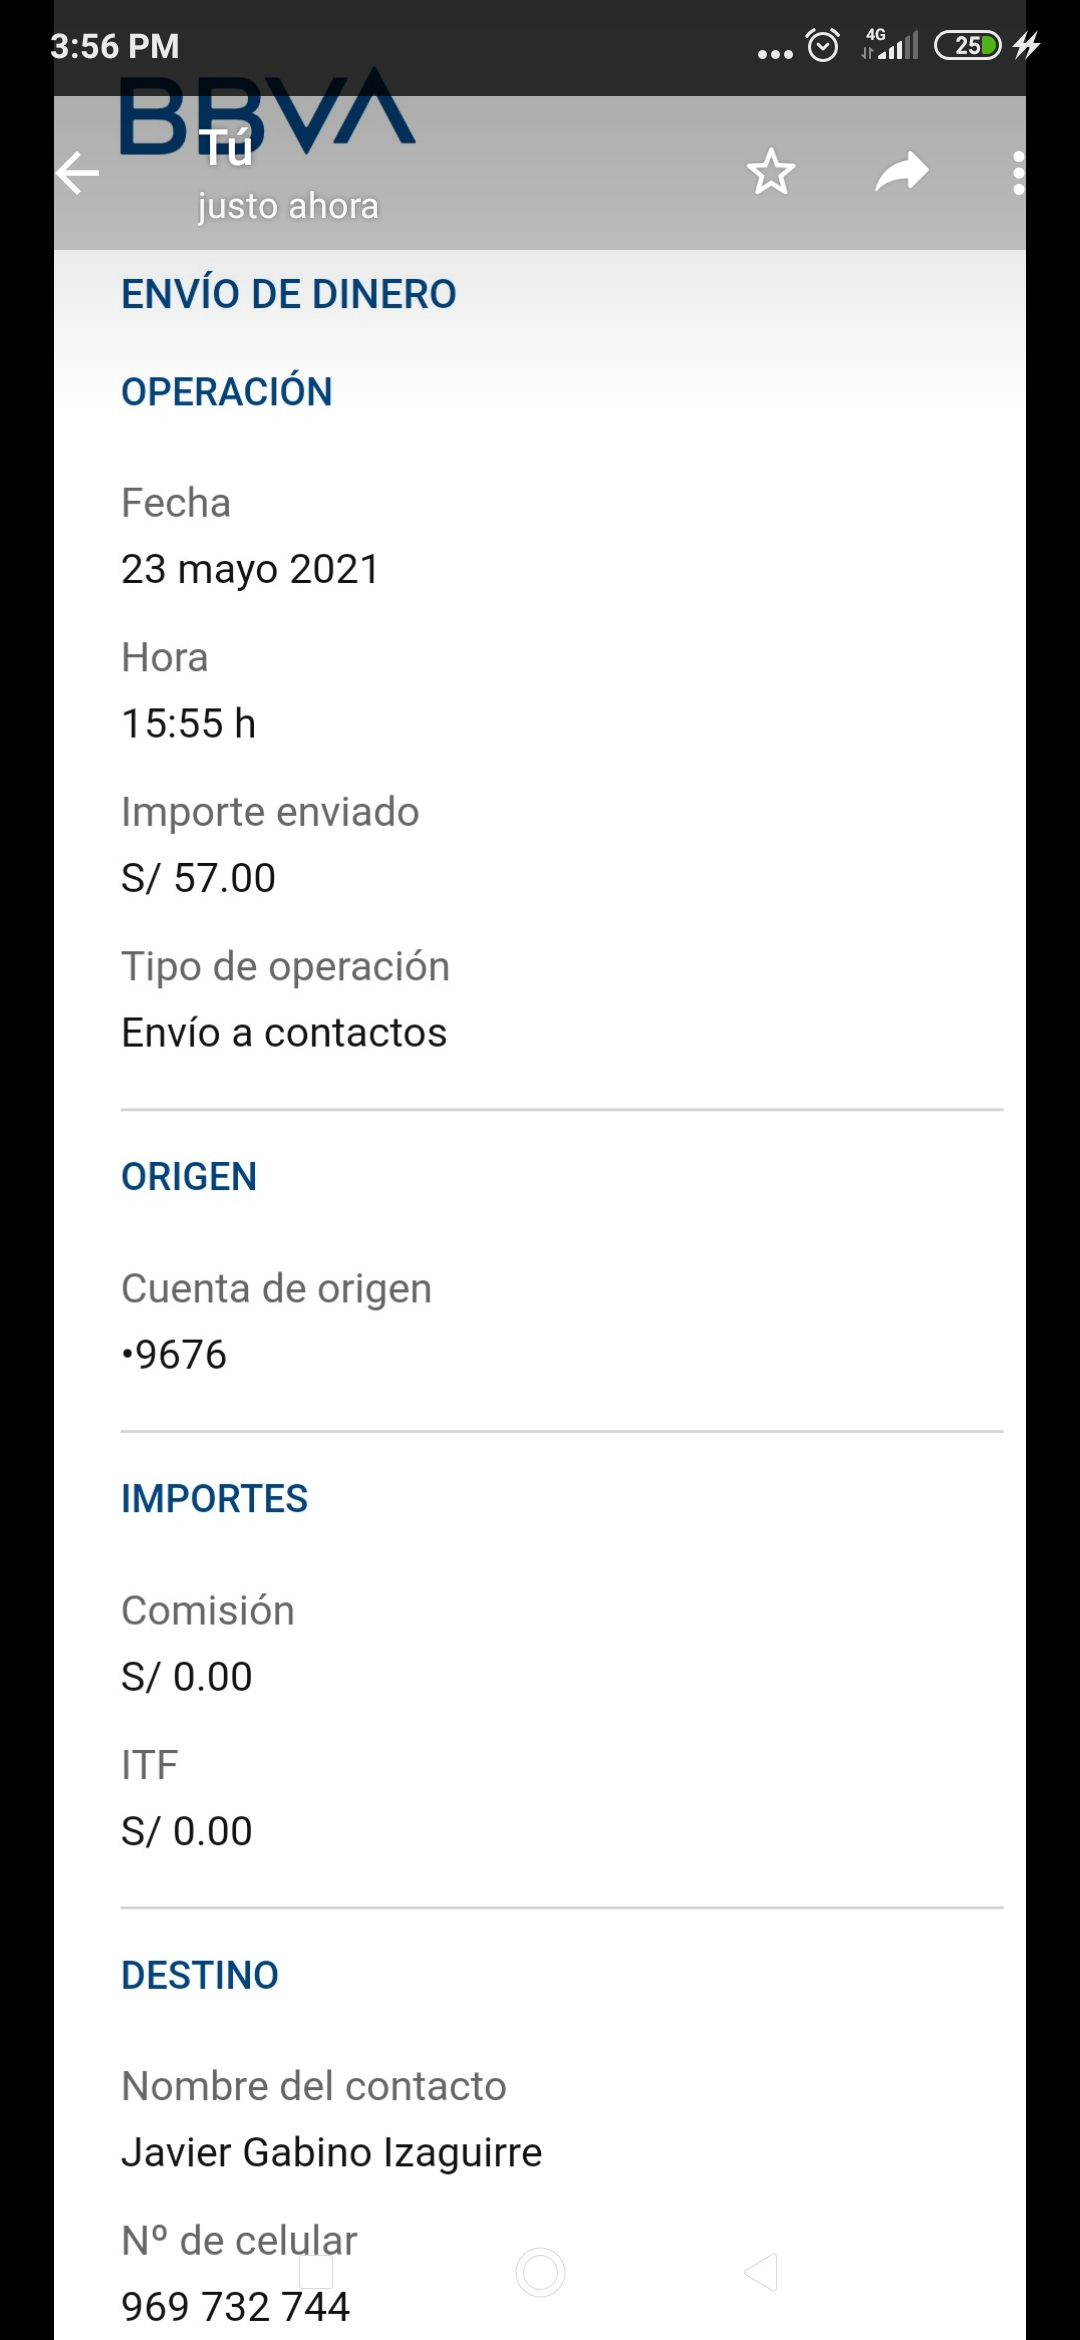 3:56 PM
4G
25
BBVA
Tú
justo ahora
ENVÍO DE DINERO
OPERACIÓN
Fecha
23 mayo 2021
Hora
15:55 h
Importe enviado
S/ 57.00
Tipo de operación
Envío a contactos
ORIGEN
Cuenta de origen
•9676
IMPORTES
Comisión
S/ 0.00
ITF
S/ 0.00
DESTINO
Nombre del contacto
Javier Gabino Izaguirre
Nº de celular
969 732 744